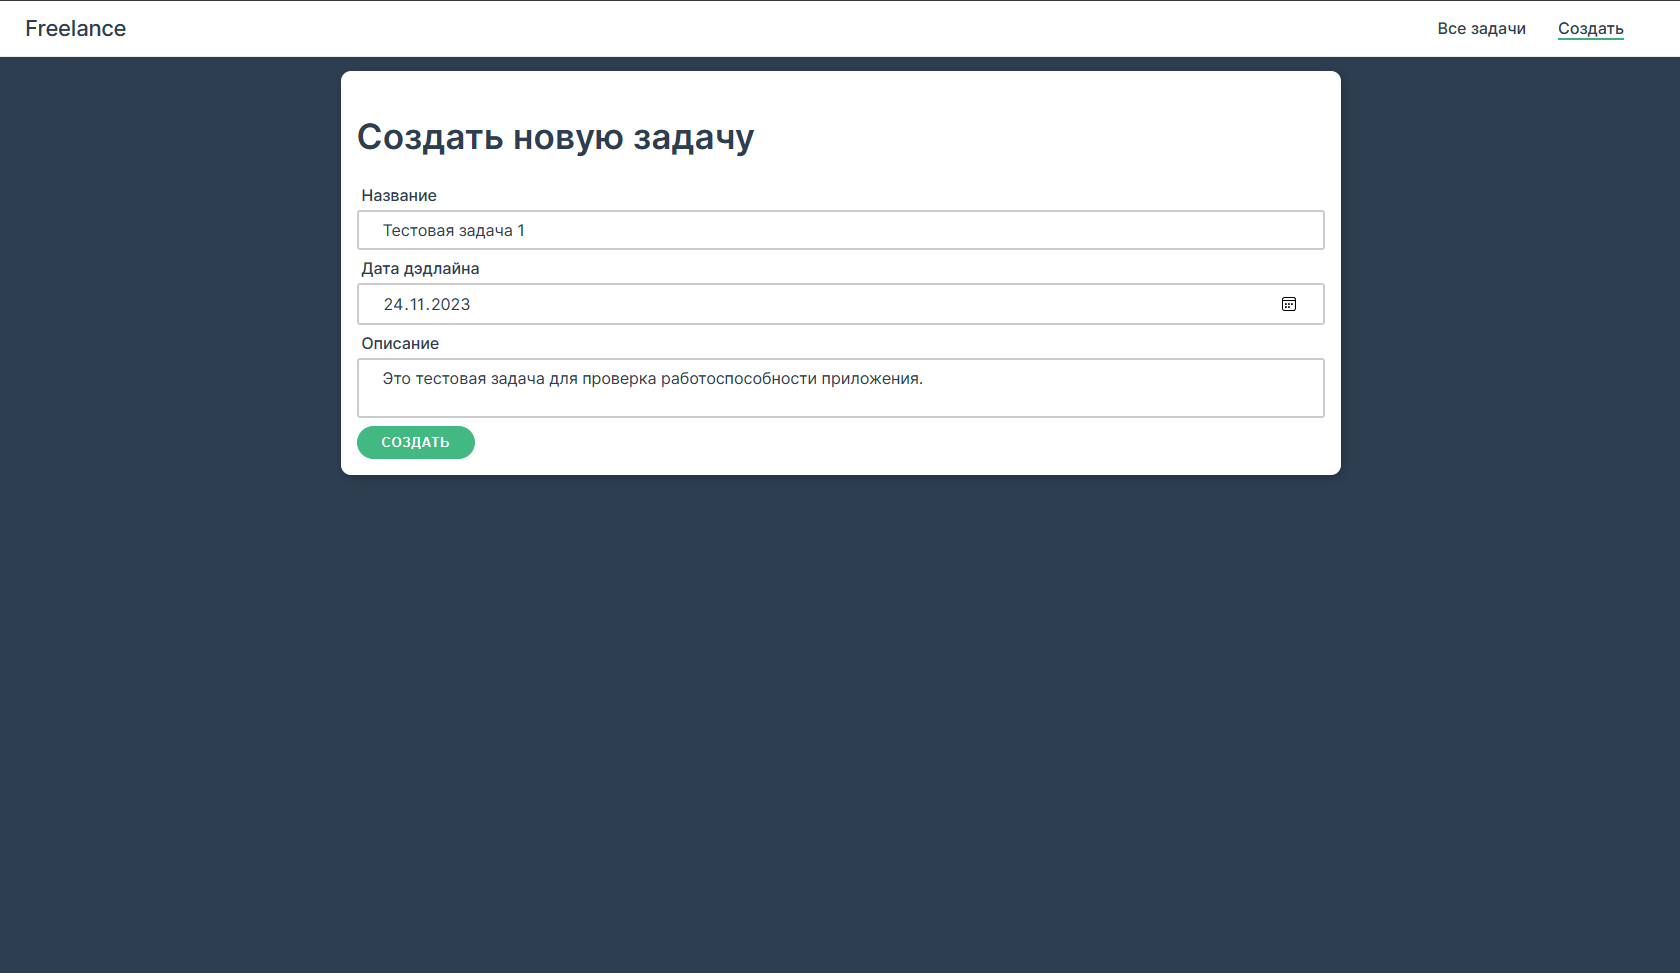 Freelance
Все задачи
Создать
Создать новую задачу
Название
Тестовая задача 1
Дата дэдлайна
24.11.2023
Описание
Это тестовая задача для проверка работоспособности приложения.
СОЗДАТЬ